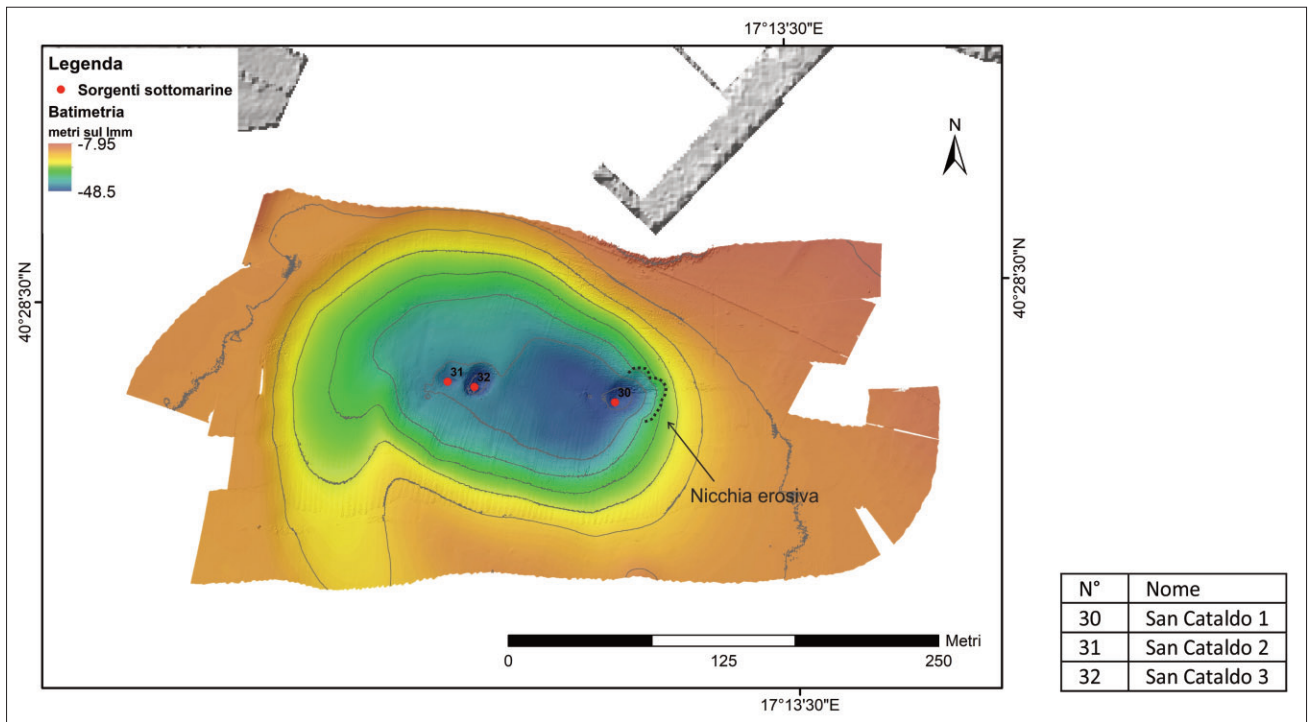 17°13'30"E
Legenda
Sorgenti sottomarine
Batimetria
metri sul lmm
-7.95
-48.5
N
40°28'30"N
40°28'30"N
31
32
30
Nicchia erosiva
Metri
0 125 250
17°13'30"E
N° Nome
30 San Cataldo 1
31 San Cataldo 2
32 San Cataldo 3